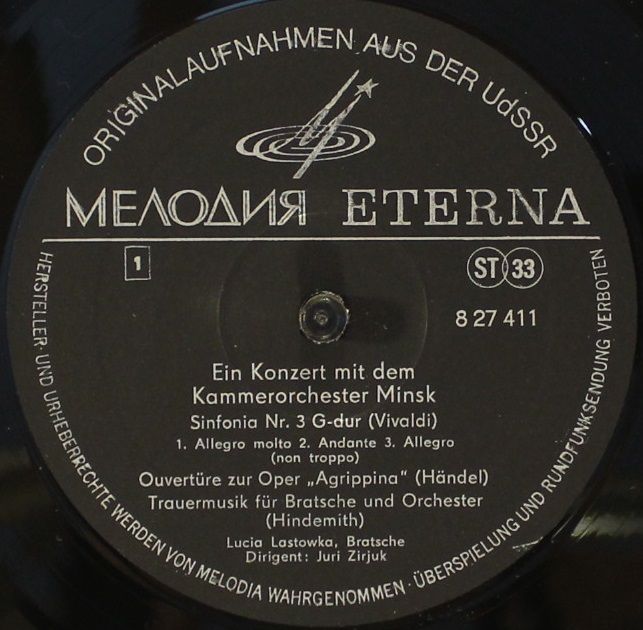 ORIGINALAUFNAHMEN AUS DER UdSSR
МЕЛОДИЯ ETERNA
1
ST 33
8 27 411
Ein Konzert mit dem
Kammerorchester Minsk
Sinfonia Nr. 3 G-dur (Vivaldi)
1. Allegro molto 2. Andante 3. Allegro
(non troppo)
Ouvertüre zur Oper „Agrippina“ (Händel)
Trauermusik für Bratsche und Orchester
(Hindemith)
Lucia Lastowka, Bratsche
Dirigent: Juri Zirjuk
HERSTELLER- UND URHEBERRECHTE WERDEN VON MELODIA WAHRGENOMMEN · ÜBERSPIELUNG UND RUNDFUNKSENDUNG VERBOTEN